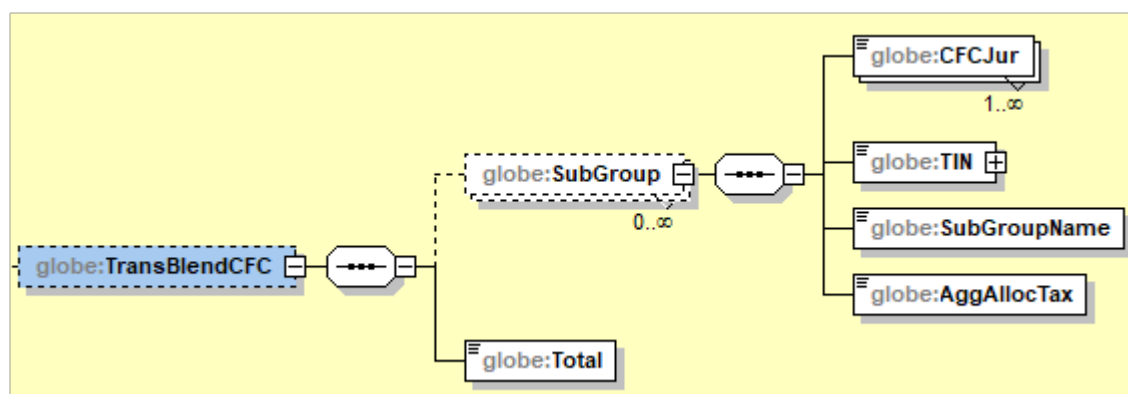 globe:CFCJur
1..∞
globe:TIN
globe:SubGroup
0..∞
globe:SubGroupName
globe:TransBlendCFC
globe:AggAllocTax
globe:Total